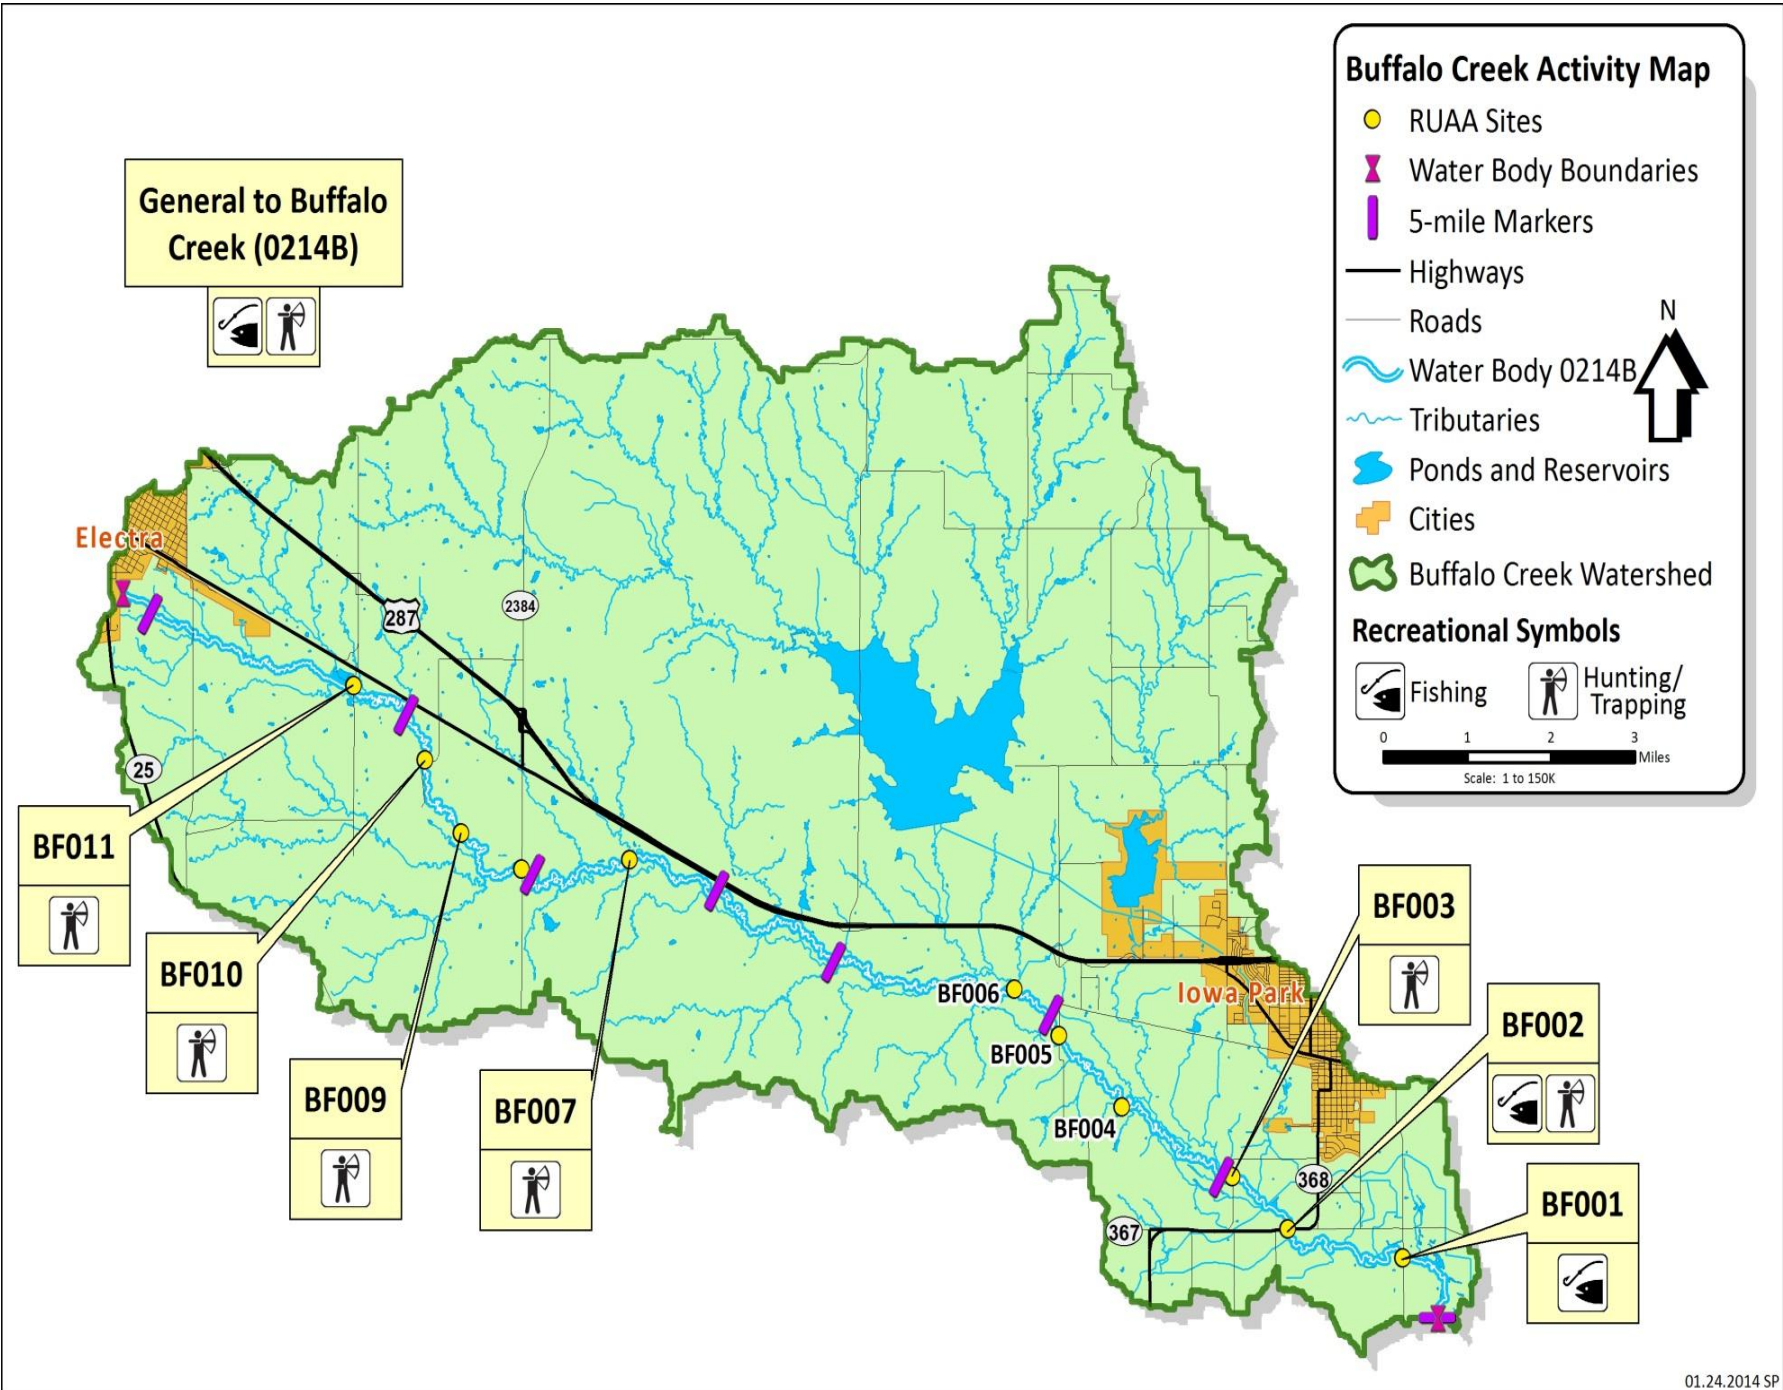 Buffalo Creek Activity Map
RUAA Sites
Water Body Boundaries
5-mile Markers
Highways
Roads
Water Body 0214B
Tributaries
Ponds and Reservoirs
Cities
Buffalo Creek Watershed
Recreational Symbols
Fishing
Hunting/
Trapping
0 1 2 3
Miles
Scale: 1 to 150K
N
General to Buffalo
Creek (0214B)
Electra
287
2384
25
BF011
BF010
BF009
BF007
BF006
BF005
BF004
Iowa Park
BF003
BF002
368
367
BF001
01.24.2014 SP